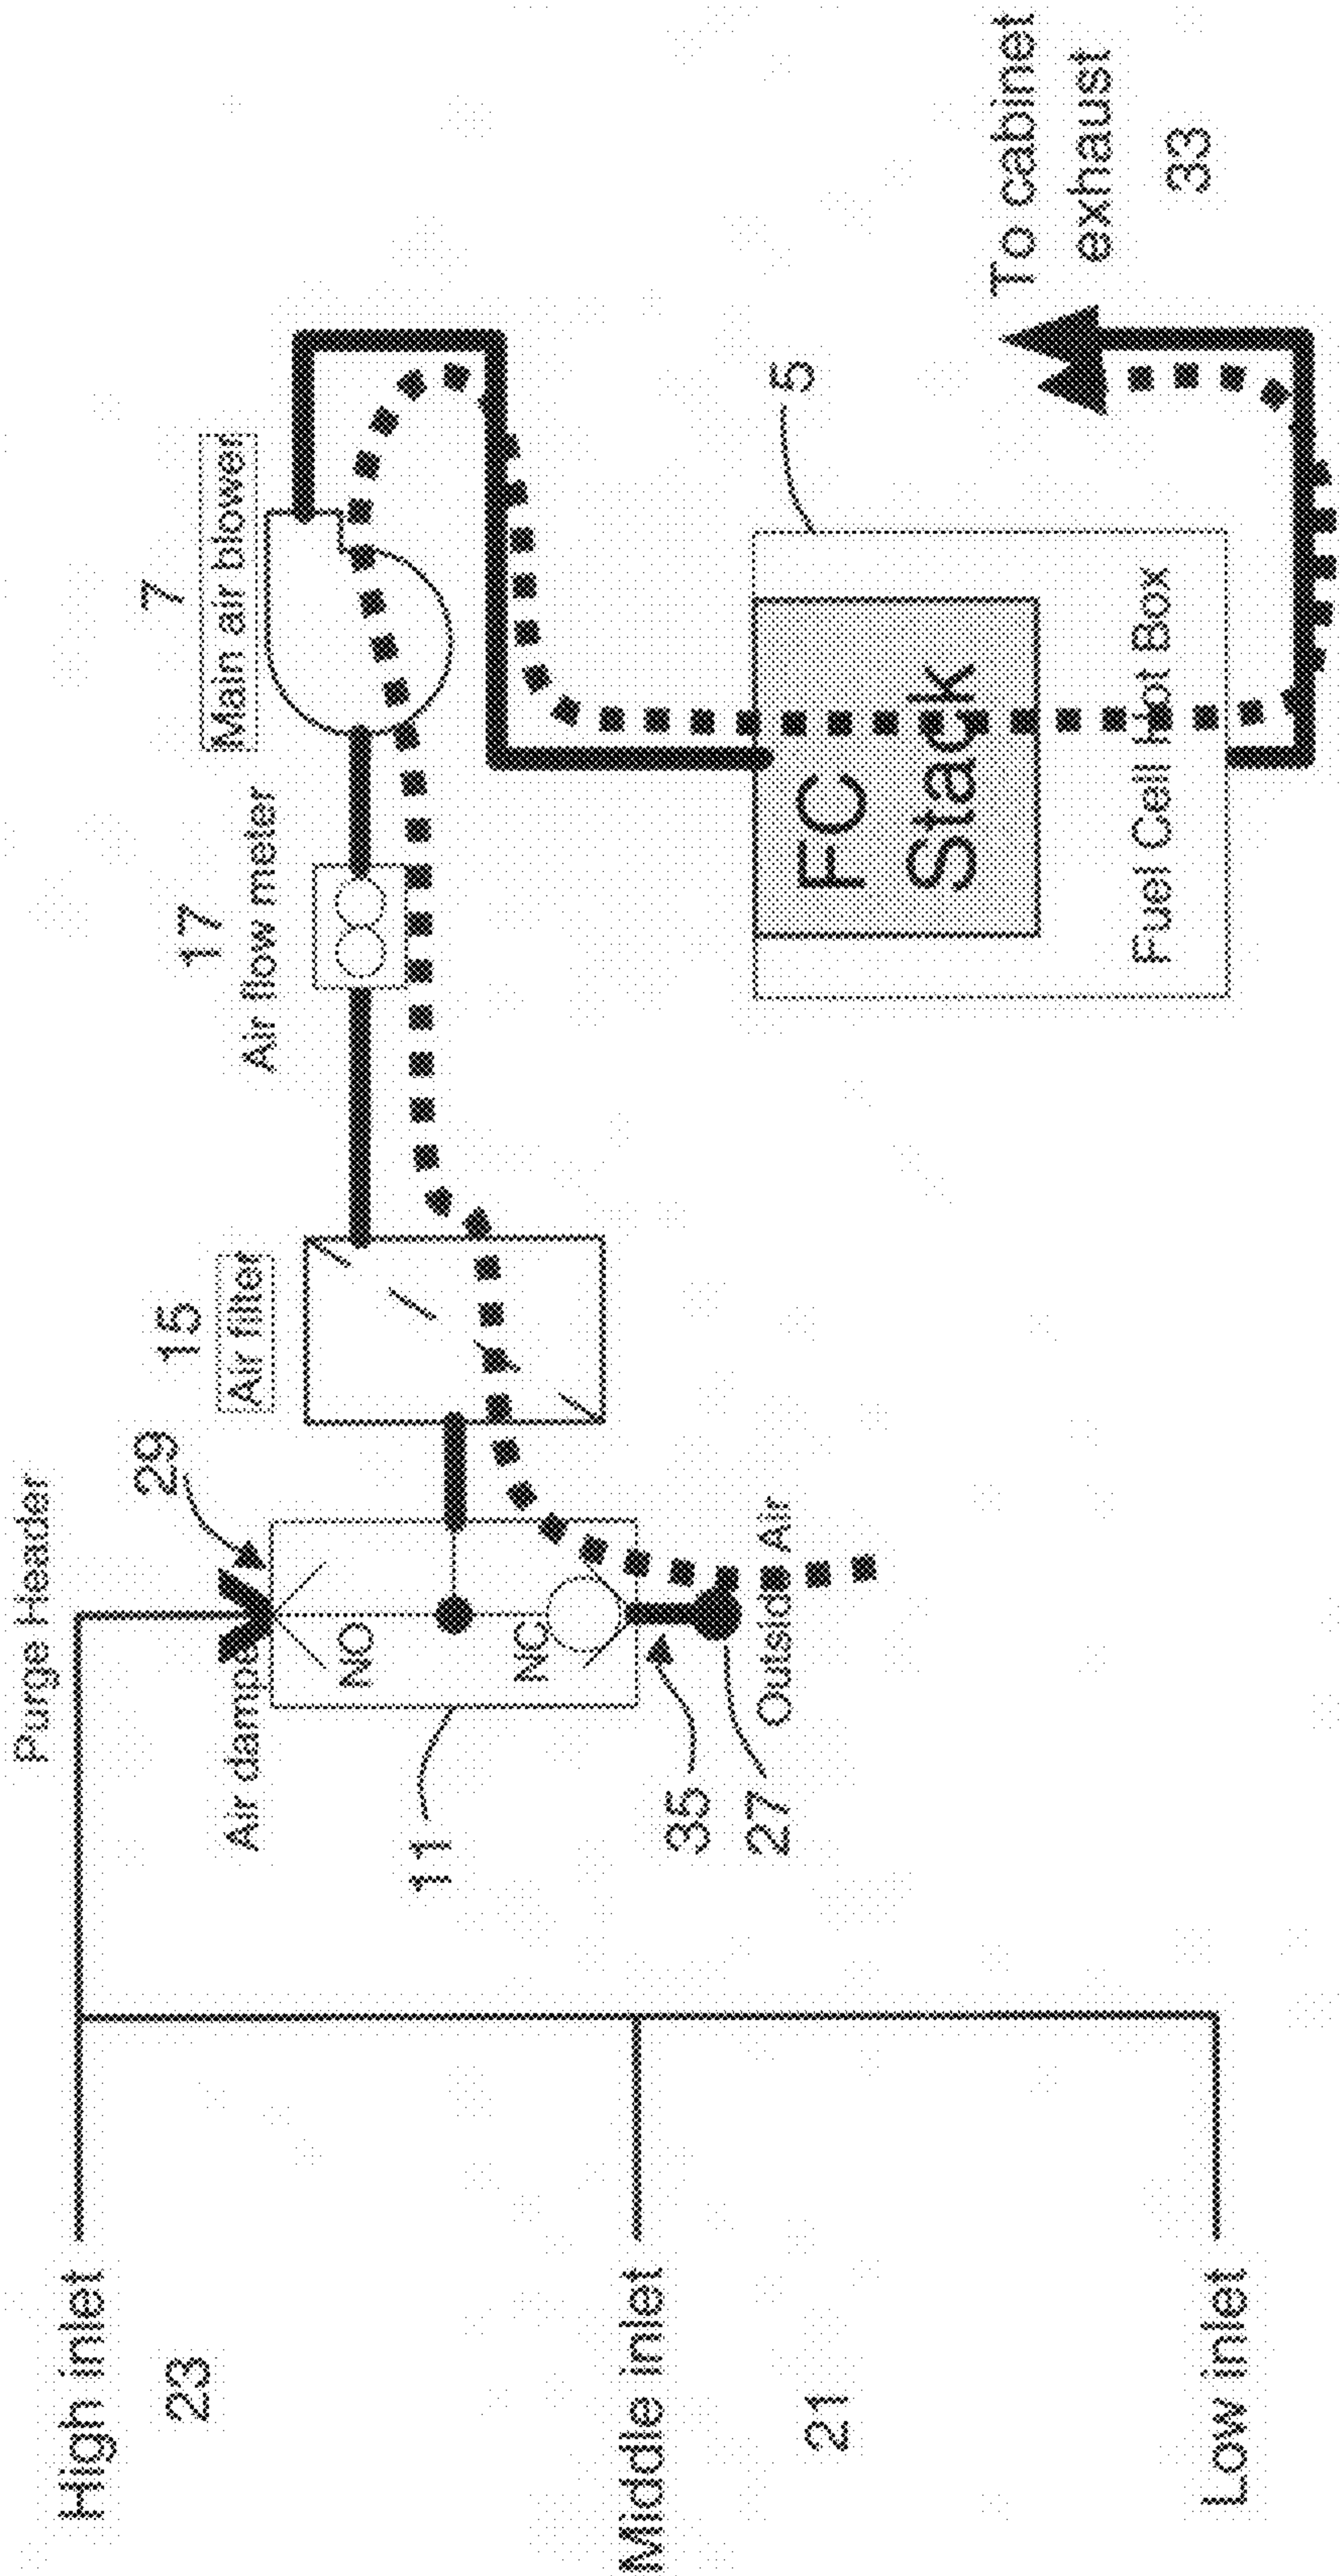 Purge Header
29
Air damper
NO
NC
11
35
27
Outside Air
15
Air filter
17
Air flow meter
7
Main air blower
5
FC
Stack
Fuel Cell Hot Box
To cabinet
exhaust
33
High inlet
23
Middle inlet
21
Low inlet